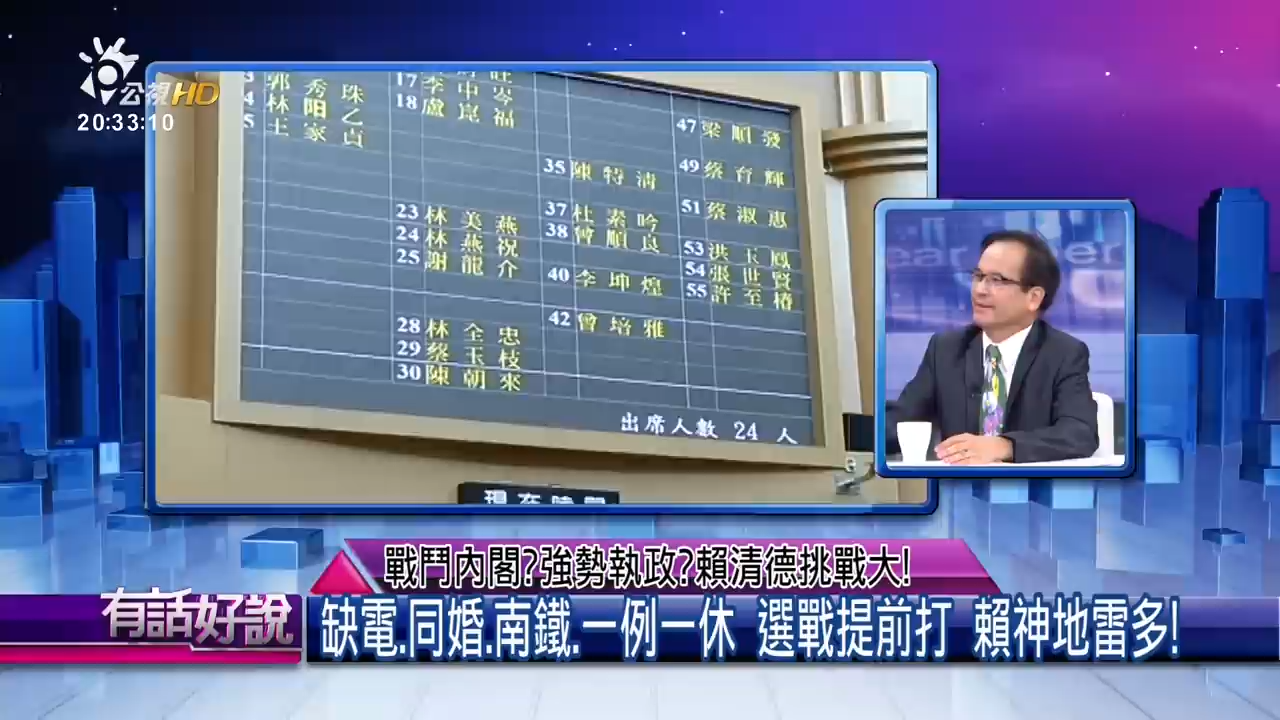 公視HD
20:33:10
郭秀珠
4 林阳乙
5 王家貞
17 李中岑
18 盧崑福
23 林美燕
24 林燕祝
25 謝龍介
28 林全忠
29 蔡玉枝
30 陳朝來
35 陳特清
37 杜素吟
38 曾順良
40 李坤煌
42 曾培雅
47 梁順發
49 蔡育輝
51 蔡淑惠
53 洪玉鳳
54 張世賢
55 許至椿
出席人數 24 人
戰鬥內閣?強勢執政?賴清德挑戰大!
有話好說
缺電.同婚.南鐵.一例一休 選戰提前打 賴神地雷多!